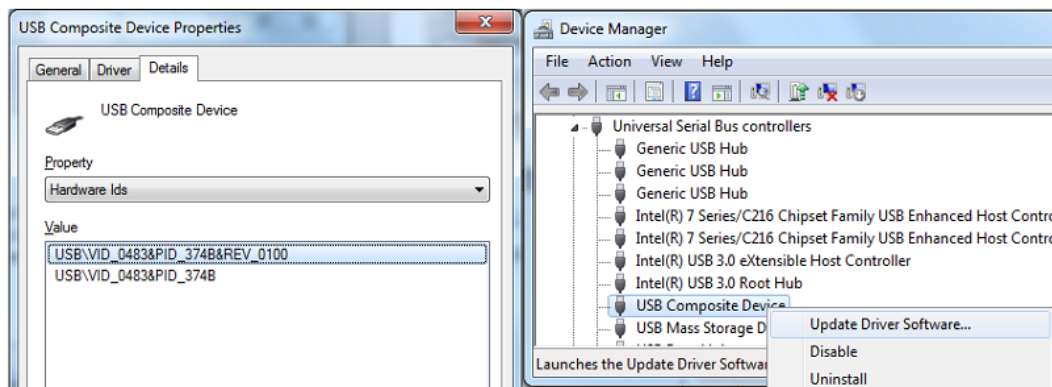 USB Composite Device Properties
General Driver Details
USB Composite Device
Property
Hardware Ids
Value
USB\VID_0483&PID_374B&REV_0100
USB\VID_0483&PID_374B
Device Manager
File Action View Help
Universal Serial Bus controllers
Generic USB Hub
Generic USB Hub
Generic USB Hub
Intel(R) 7 Series/C216 Chipset Family USB Enhanced Host Contro
Intel(R) 7 Series/C216 Chipset Family USB Enhanced Host Contro
Intel(R) USB 3.0 eXtensible Host Controller
Intel(R) USB 3.0 Root Hub
USB Composite Device
USB Mass Storage D
Launches the Update Driver Softwa
Update Driver Software...
Disable
Uninstall